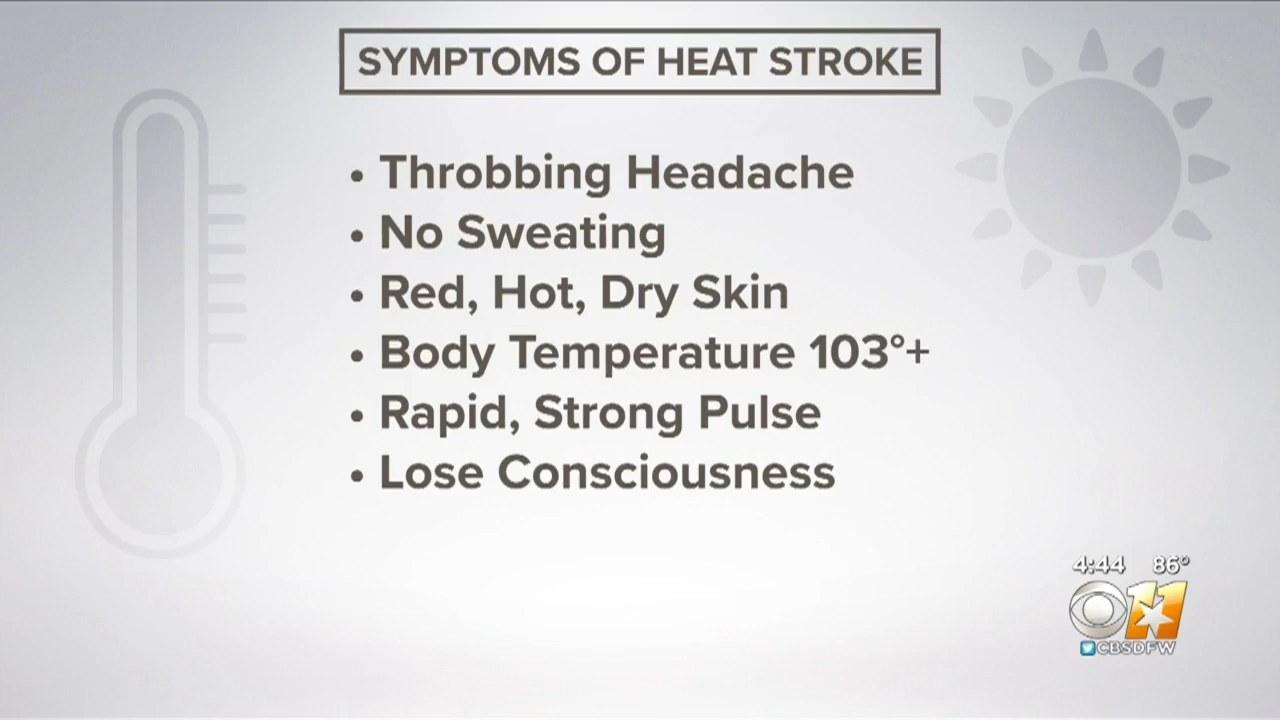 SYMPTOMS OF HEAT STROKE
• Throbbing Headache
• No Sweating
• Red, Hot, Dry Skin
• Body Temperature 103°+
• Rapid, Strong Pulse
• Lose Consciousness
4:44 86°
11
CBSDFW